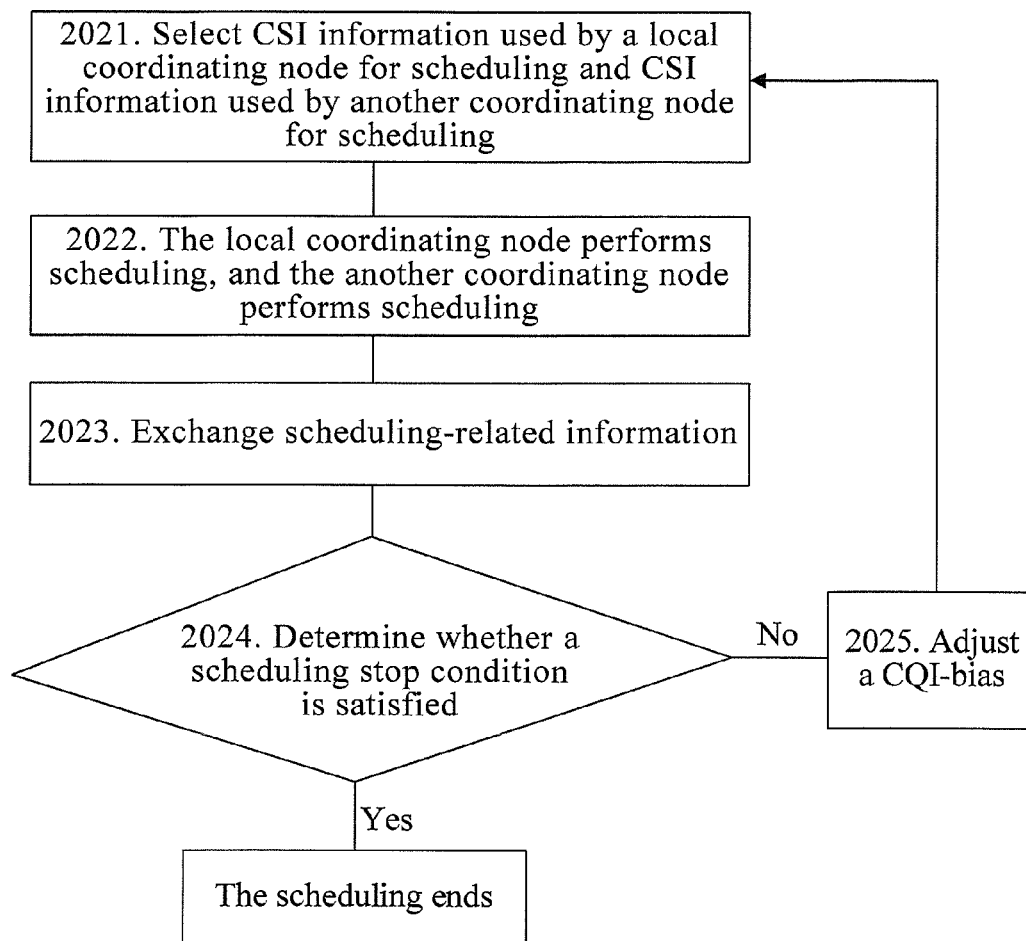 2021. Select CSI information used by a local
coordinating node for scheduling and CSI
information used by another coordinating node
for scheduling
2022. The local coordinating node performs
scheduling, and the another coordinating node
performs scheduling
2023. Exchange scheduling-related information
2024. Determine whether a
scheduling stop condition
is satisfied
No
2025. Adjust
a CQI-bias
Yes
The scheduling ends